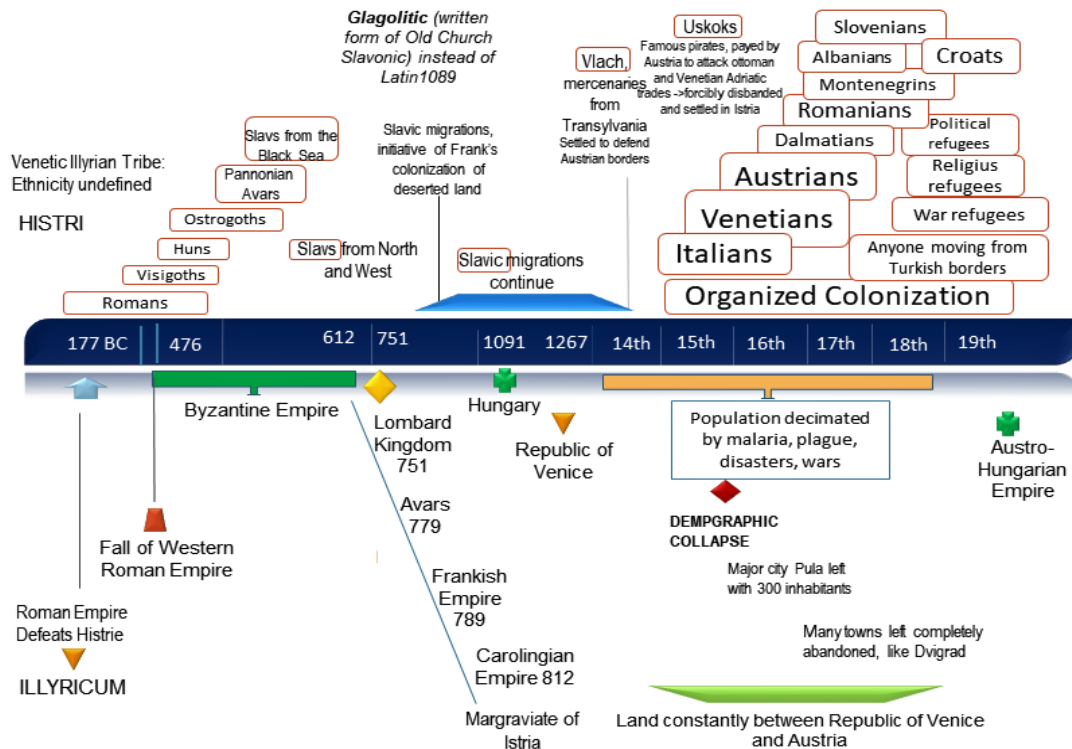 Glagolitic (written
form of Old Church
Slavonic) instead of
Latin1089
Uskoks
Famous pirates, payed by
Austria to attack ottoman
and Venetian Adriatic
trades ->forcibly disbanded
and settled in Istria
Vlach,
mercenaries
from
Transylvania
Settled to defend
Austrian borders
Slovenians
Albanians
Croats
Montenegrins
Romanians
Dalmatians
Political
refugees
Austrians
Religius
refugees
Venetians
War refugees
Italians
Anyone moving from
Turkish borders
Organized Colonization
Venetic Illyrian Tribe:
Ethnicity undefined
HISTRI
Slavs from the
Black Sea
Pannonian
Avars
Ostrogoths
Huns
Visigoths
Romans
Slavs from North
and West
Slavic migrations,
initiative of Frank's
colonization of
deserted land
Slavic migrations
continue
177 BC
476
612
751
1091
1267
14th
15th
16th
17th
18th
19th
Byzantine Empire
Lombard
Kingdom
751
Hungary
Republic of
Venice
Population decimated
by malaria, plague,
disasters, wars
Austro-
Hungarian
Empire
Avars
779
DEMPGRAPHIC
COLLAPSE
Fall of Western
Roman Empire
Major city Pula left
with 300 inhabitants
Frankish
Empire
789
Roman Empire
Defeats Histrie
ILLYRICUM
Many towns left completely
abandoned, like Dvigrad
Carolingian
Empire 812
Margraviate of
Istria
Land constantly between Republic of Venice
and Austria